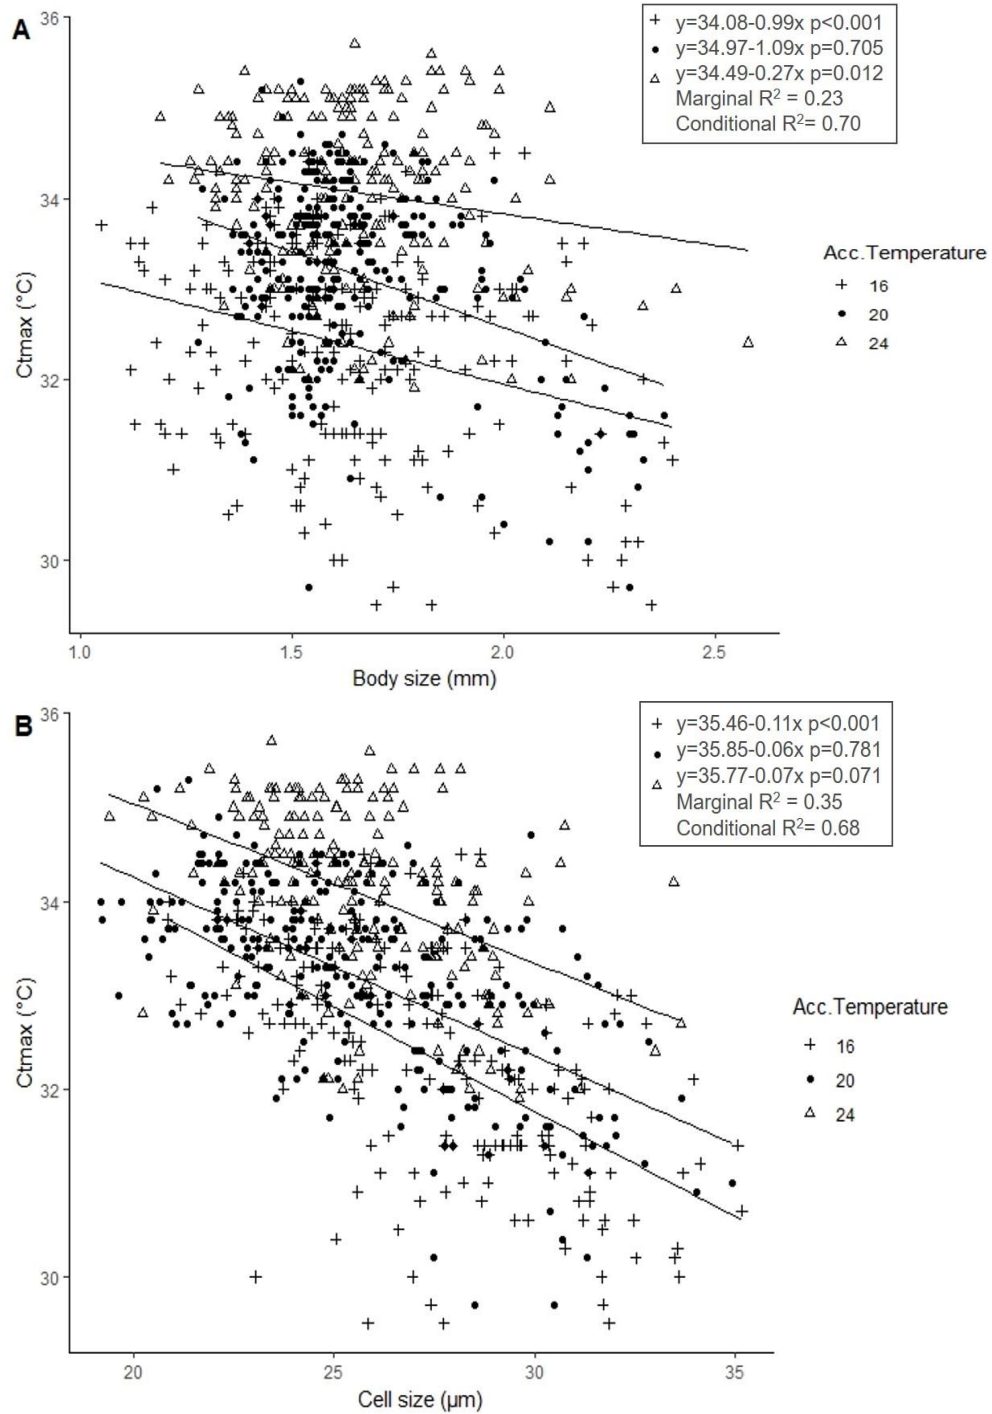 A
36
34
32
30
Ctmax (°C)
1.0 1.5 2.0 2.5
Body size (mm)
y=34.08-0.99x p<0.001
y=34.97-1.09x p=0.705
y=34.49-0.27x p=0.012
Marginal R² = 0.23
Conditional R²= 0.70
Acc.Temperature
16
20
24
B
36
34
32
30
Ctmax (°C)
20 25 30 35
Cell size (µm)
y=35.46-0.11x p<0.001
y=35.85-0.06x p=0.781
y=35.77-0.07x p=0.071
Marginal R² = 0.35
Conditional R²= 0.68
Acc.Temperature
16
20
24